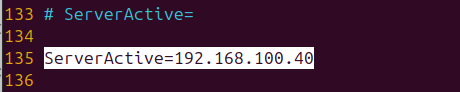 133 # ServerActive=
134
135 ServerActive=192.168.100.40
136